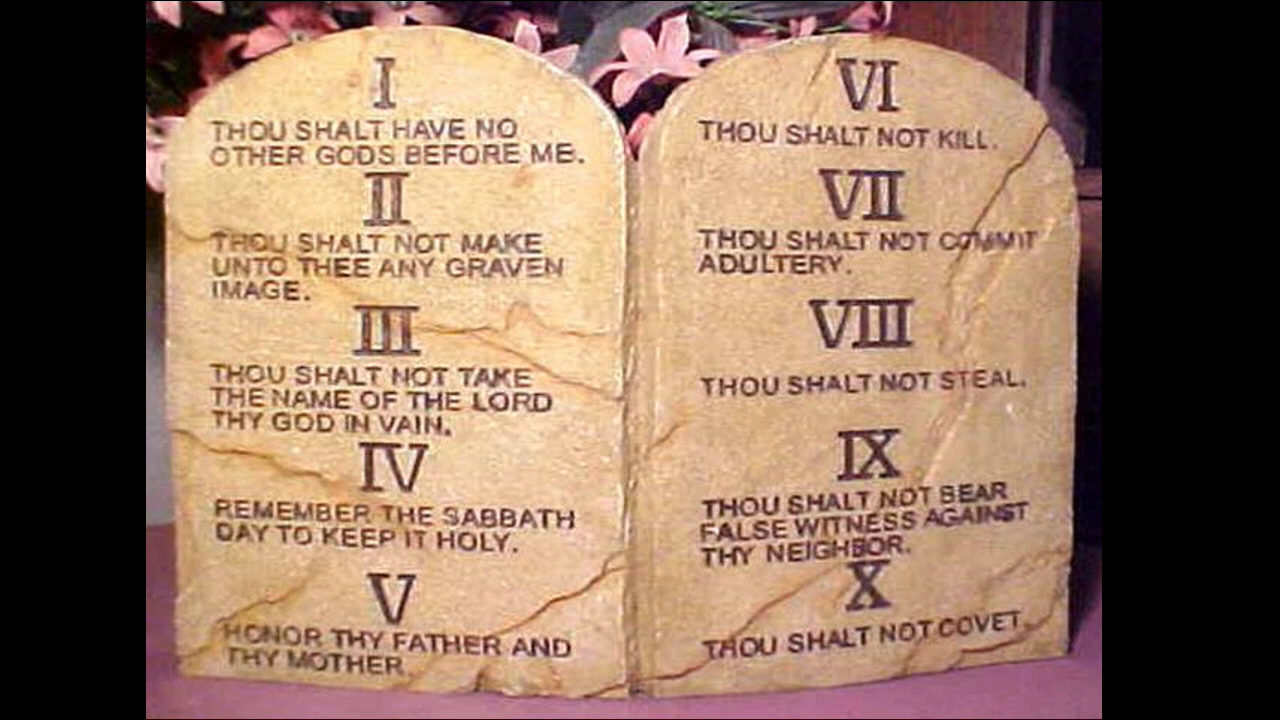 I
THOU SHALT HAVE NO
OTHER GODS BEFORE ME.
II
THOU SHALT NOT MAKE
UNTO THEE ANY GRAVEN
IMAGE.
III
THOU SHALT NOT TAKE
THE NAME OF THE LORD
THY GOD IN VAIN.
IV
REMEMBER THE SABBATH
DAY TO KEEP IT HOLY.
V
HONOR THY FATHER AND
THY MOTHER
VI
THOU SHALT NOT KILL.
VII
THOU SHALT NOT COMMIT
ADULTERY.
VIII
THOU SHALT NOT STEAL.
IX
THOU SHALT NOT BEAR
FALSE WITNESS AGAINST
THY NEIGHBOR.
X
THOU SHALT NOT COVET.